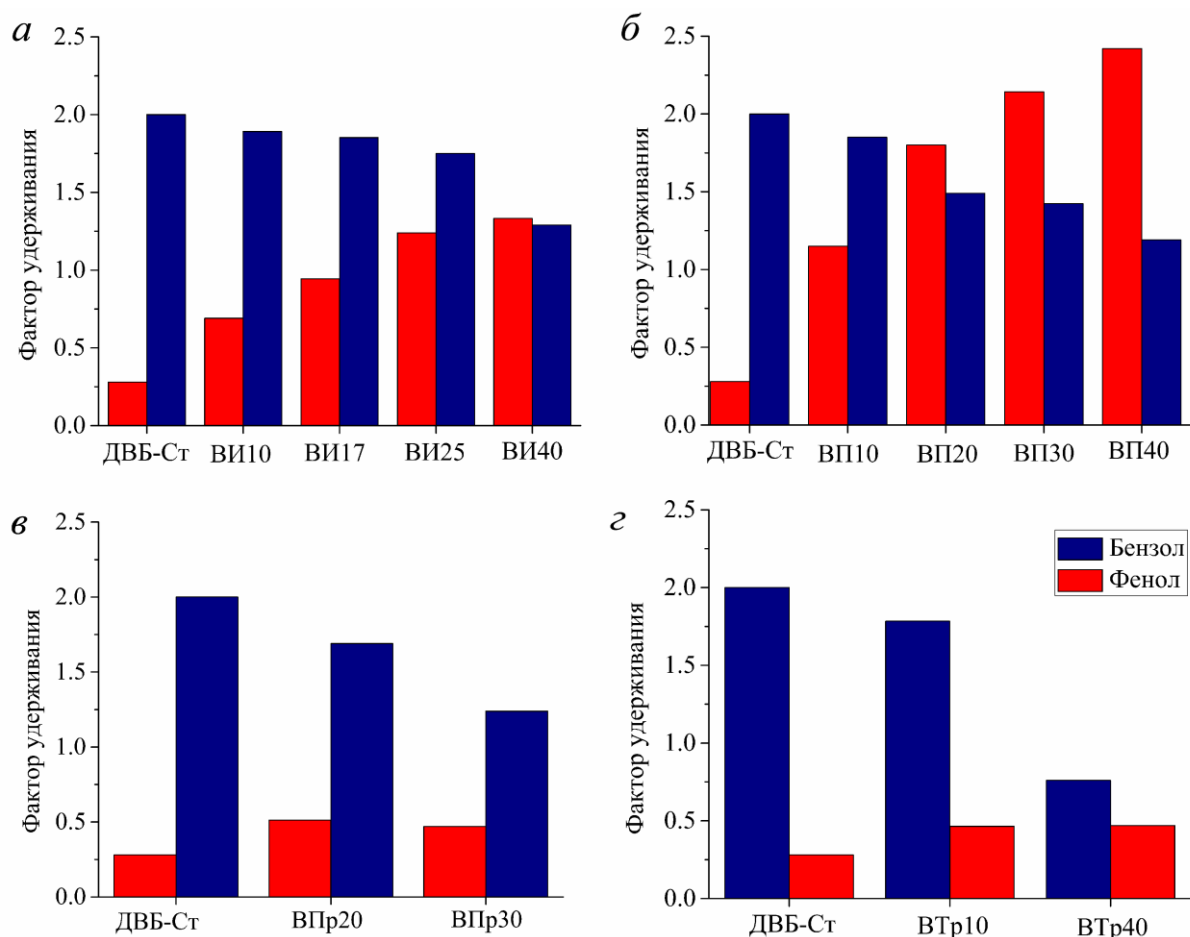 а
Фактор удерживания
2.5
2.0
1.5
1.0
0.5
0.0
ДВБ-Ст ВИ10 ВИ17 ВИ25 ВИ40
б
Фактор удерживания
2.5
2.0
1.5
1.0
0.5
0.0
ДВБ-Ст ВП10 ВП20 ВП30 ВП40
в
Фактор удерживания
2.5
2.0
1.5
1.0
0.5
0.0
ДВБ-Ст ВПр20 ВПр30
г
Фактор удерживания
2.5
2.0
1.5
1.0
0.5
0.0
Бензол
Фенол
ДВБ-Ст ВТр10 ВТр40